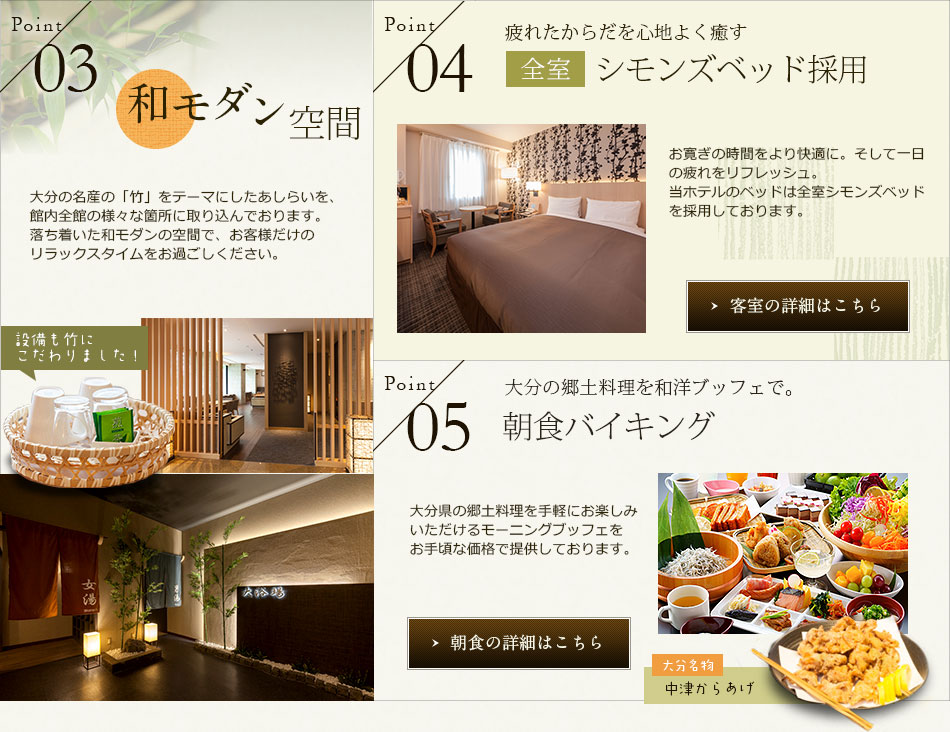 Point
03
和モダン空間
大分の名産の「竹」をテーマにしたあしらいを、
館内全館の様々な箇所に取り込んでおります。
落ち着いた和モダンの空間で、お客様だけの
リラックスタイムをお過ごしください。
設備も竹に
こだわりました！
女湯
大浴場
Point
04
疲れたからだを心地よく癒す
全室 シモンズベッド採用
お寛ぎの時間をより快適に。そして一日
の疲れをリフレッシュ。
当ホテルのベッドは全室シモンズベッド
を採用しております。
客室の詳細はこちら
Point
05
大分の郷土料理を和洋ブッフェで。
朝食バイキング
大分県の郷土料理を手軽にお楽しみ
いただけるモーニングブッフェを
お手頃な価格で提供しております。
朝食の詳細はこちら
大分名物
中津からあげ